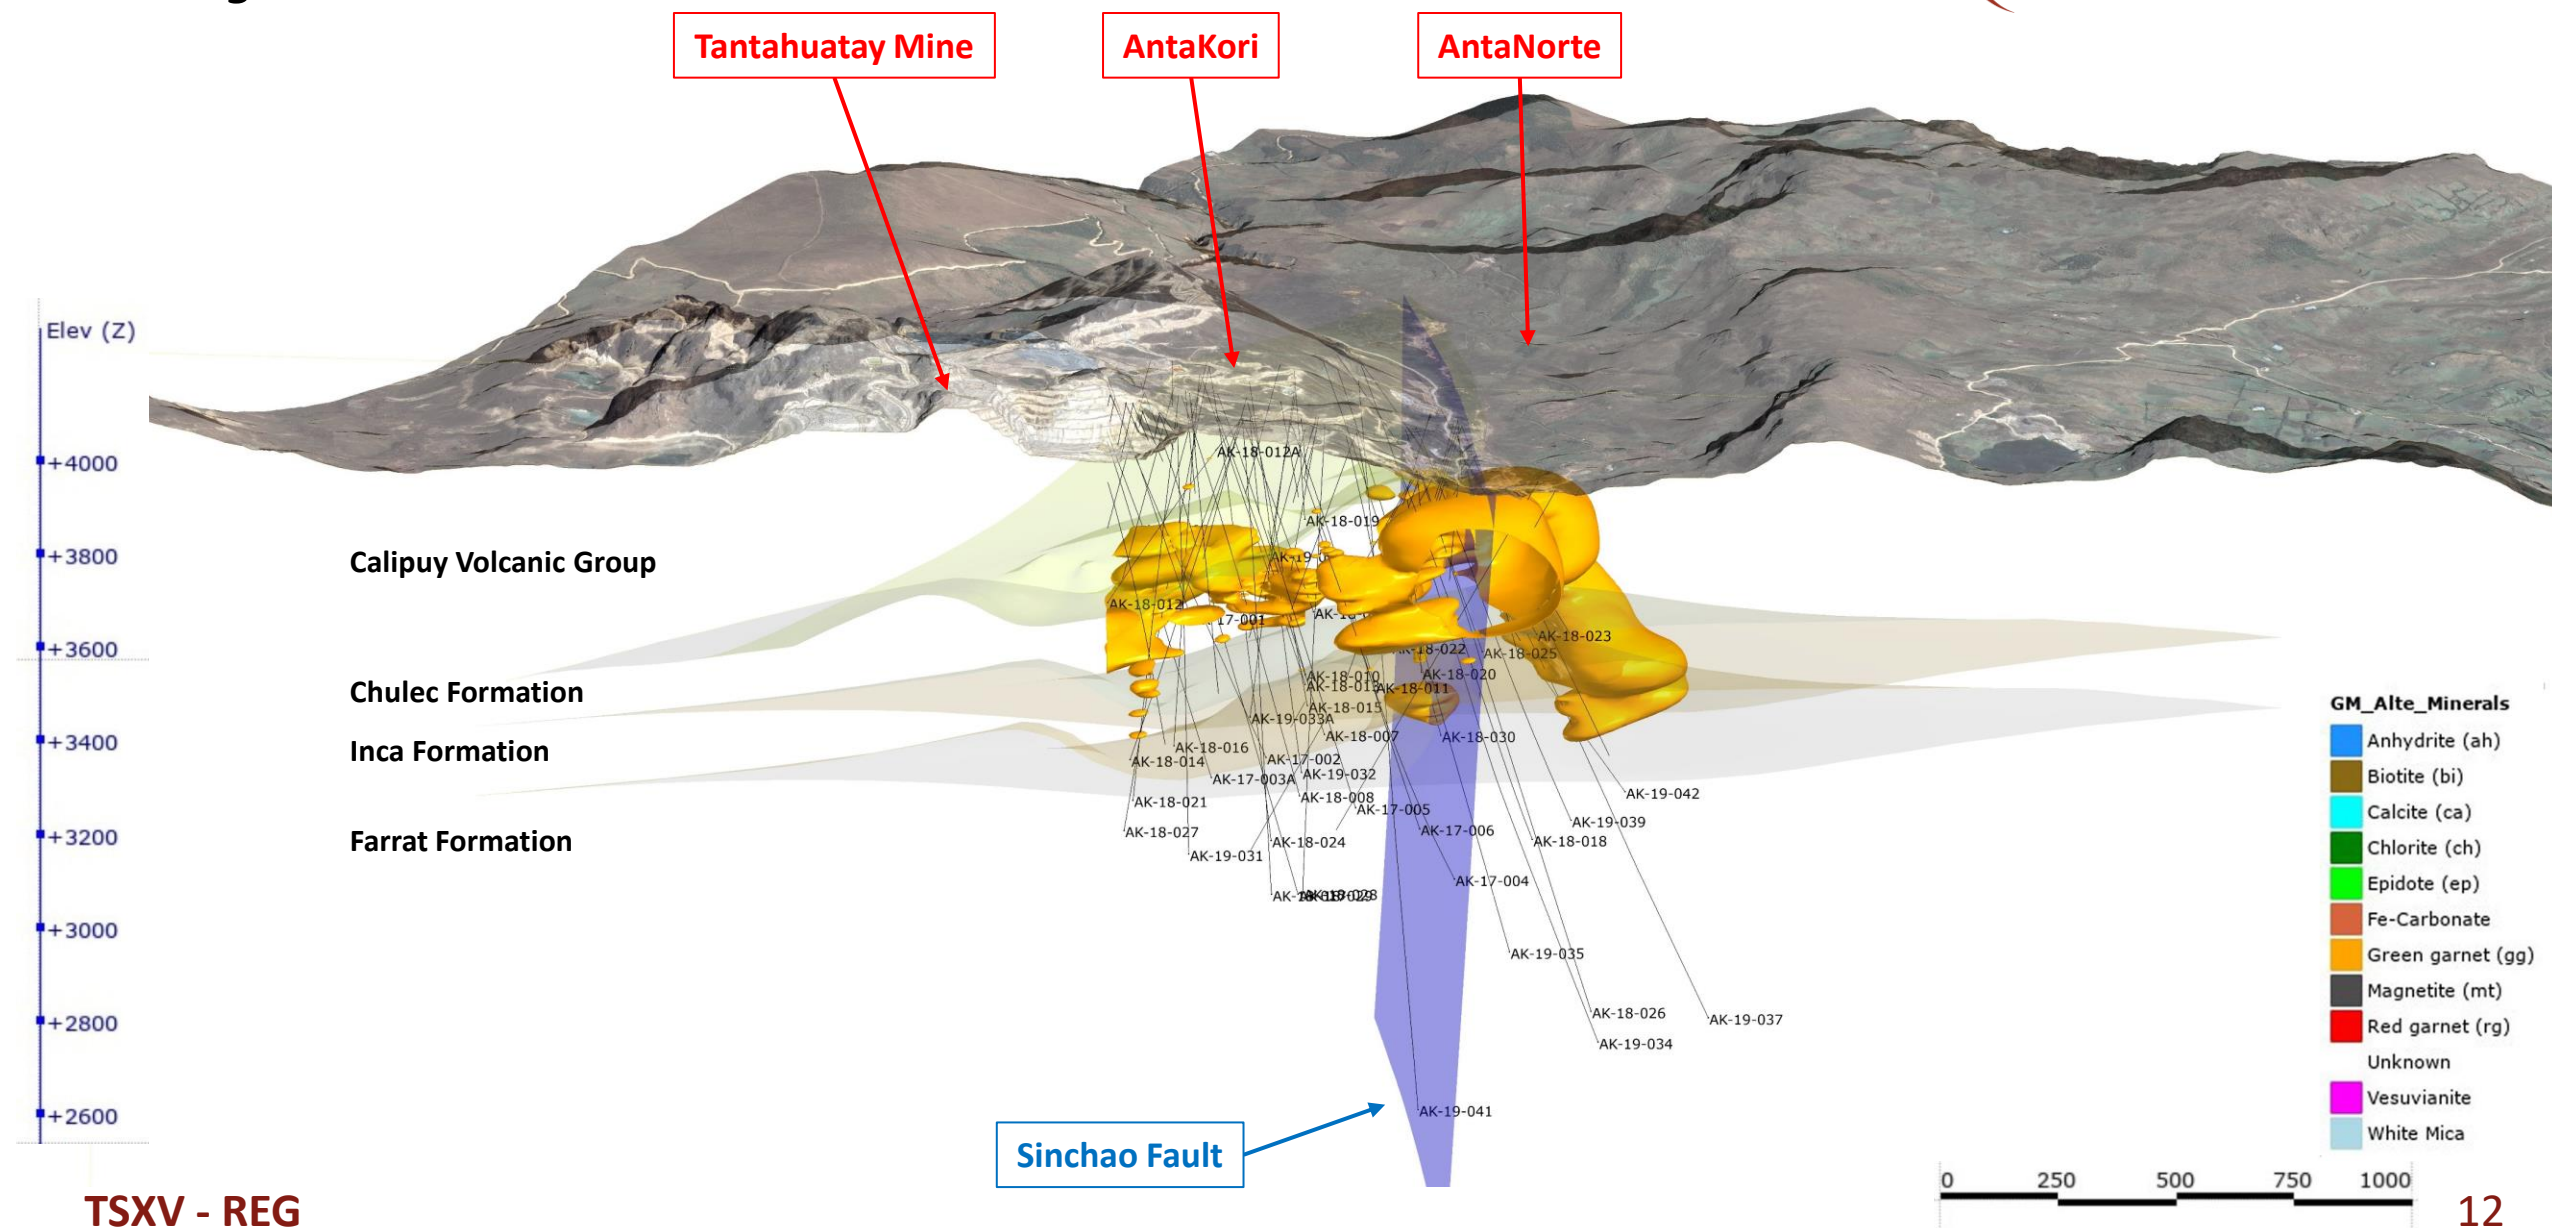 Tantahuatay Mine
AntaKori
AntaNorte
Elev (Z)
+4000
+3800
+3600
+3400
+3200
+3000
+2800
+2600
Calipuy Volcanic Group
Chulec Formation
Inca Formation
Farrat Formation
AK-18-012A
AK-18-019
AK-18-012
17-001
AK-18-023
AK-18-022
AK-18-025
AK-18-010
AK-18-020
AK-18-011
AK-18-015
AK-19-033A
AK-18-007
AK-18-030
AK-18-016
AK-18-014
AK-17-002
AK-17-003A
AK-19-032
AK-18-008
AK-18-021
AK-17-005
AK-19-042
AK-18-027
AK-17-006
AK-19-039
AK-18-018
AK-18-024
AK-19-031
AK-17-004
AK-19-035
AK-18-026
AK-19-037
AK-19-034
AK-19-041
Sinchao Fault
GM_Alte_Minerals
Anhydrite (ah)
Biotite (bi)
Calcite (ca)
Chlorite (ch)
Epidote (ep)
Fe-Carbonate
Green garnet (gg)
Magnetite (mt)
Red garnet (rg)
Unknown
Vesuvianite
White Mica
0 250 500 750 1000
TSXV - REG
12